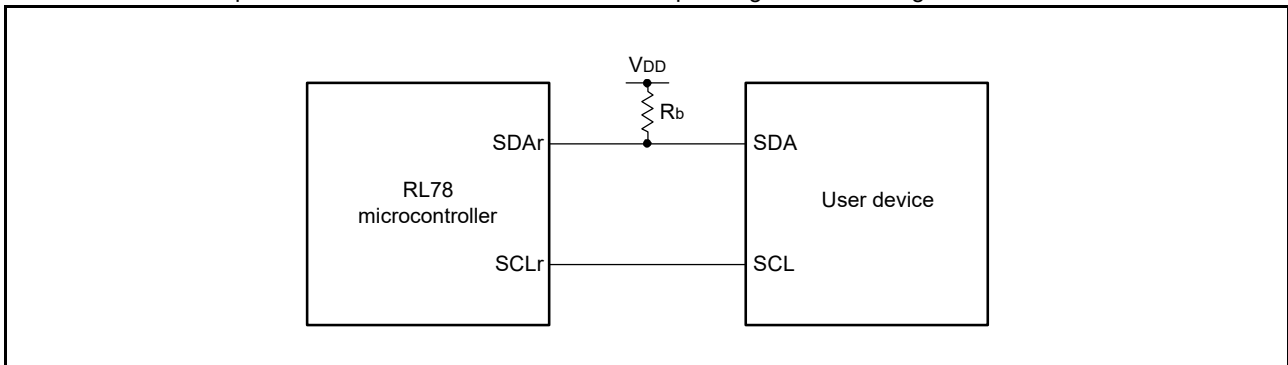 VDD
Rb
SDAr
SDA
RL78
microcontroller
User device
SCLr
SCL